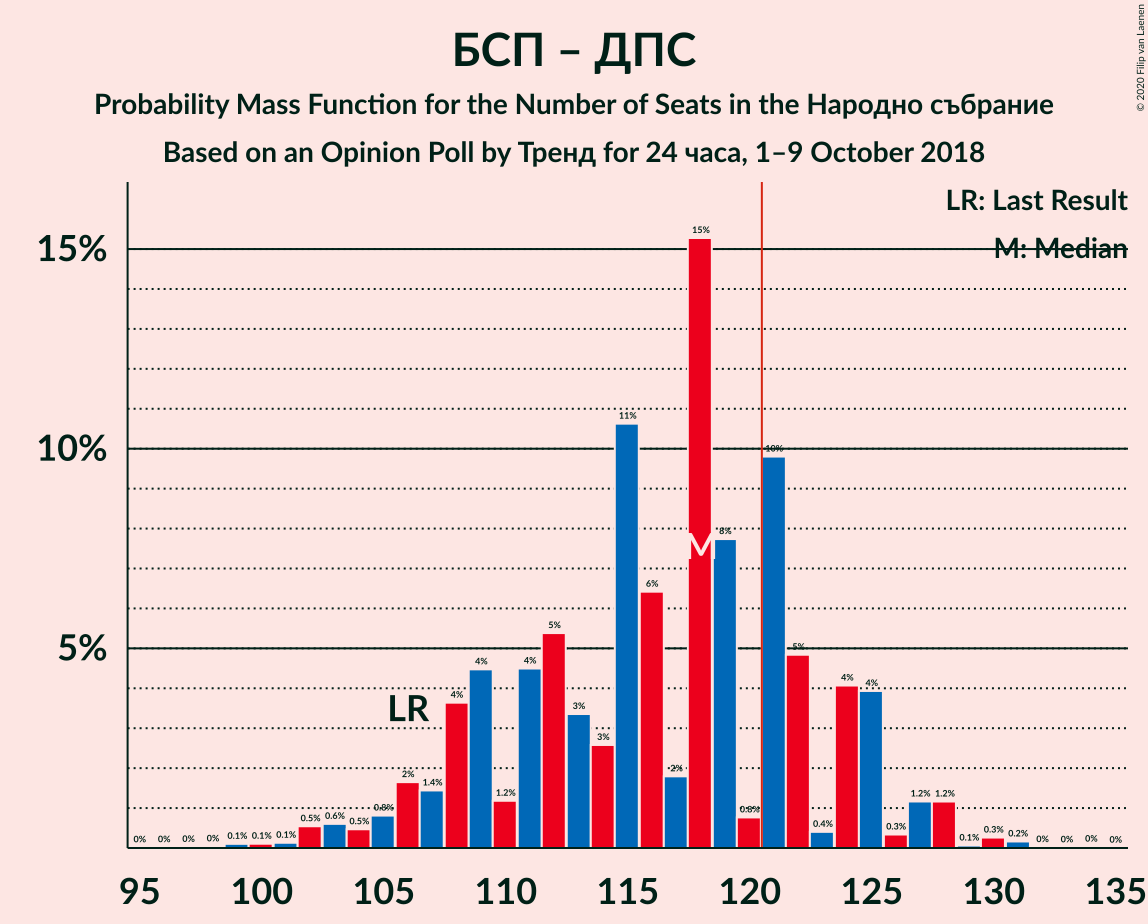 БСП – ДПС
Probability Mass Function for the Number of Seats in the Народно събрание
Based on an Opinion Poll by Тренд for 24 часа, 1–9 October 2018
© 2020 Filip van Laenen
LR: Last Result
M: Median
15%
10%
5%
LR
M
0% 0% 0% 0% 0.1% 0.1% 0.1% 0.5% 0.6% 0.5% 0.8% 2% 1.4% 4% 4% 1.2% 4% 5% 3% 3% 11% 6% 2% 15% 8% 0.8% 10% 5% 0.4% 4% 4% 0.3% 1.2% 1.2% 0.1% 0.3% 0.2% 0% 0% 0% 0%
95 100 105 110 115 120 125 130 135